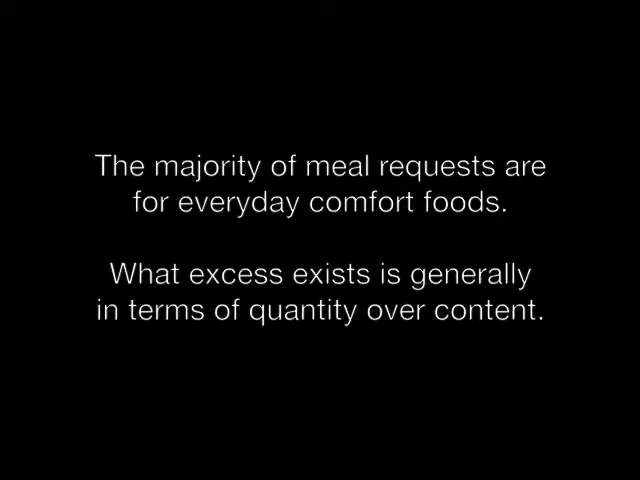 The majority of meal requests are
for everyday comfort foods.
What excess exists is generally
in terms of quantity over content.